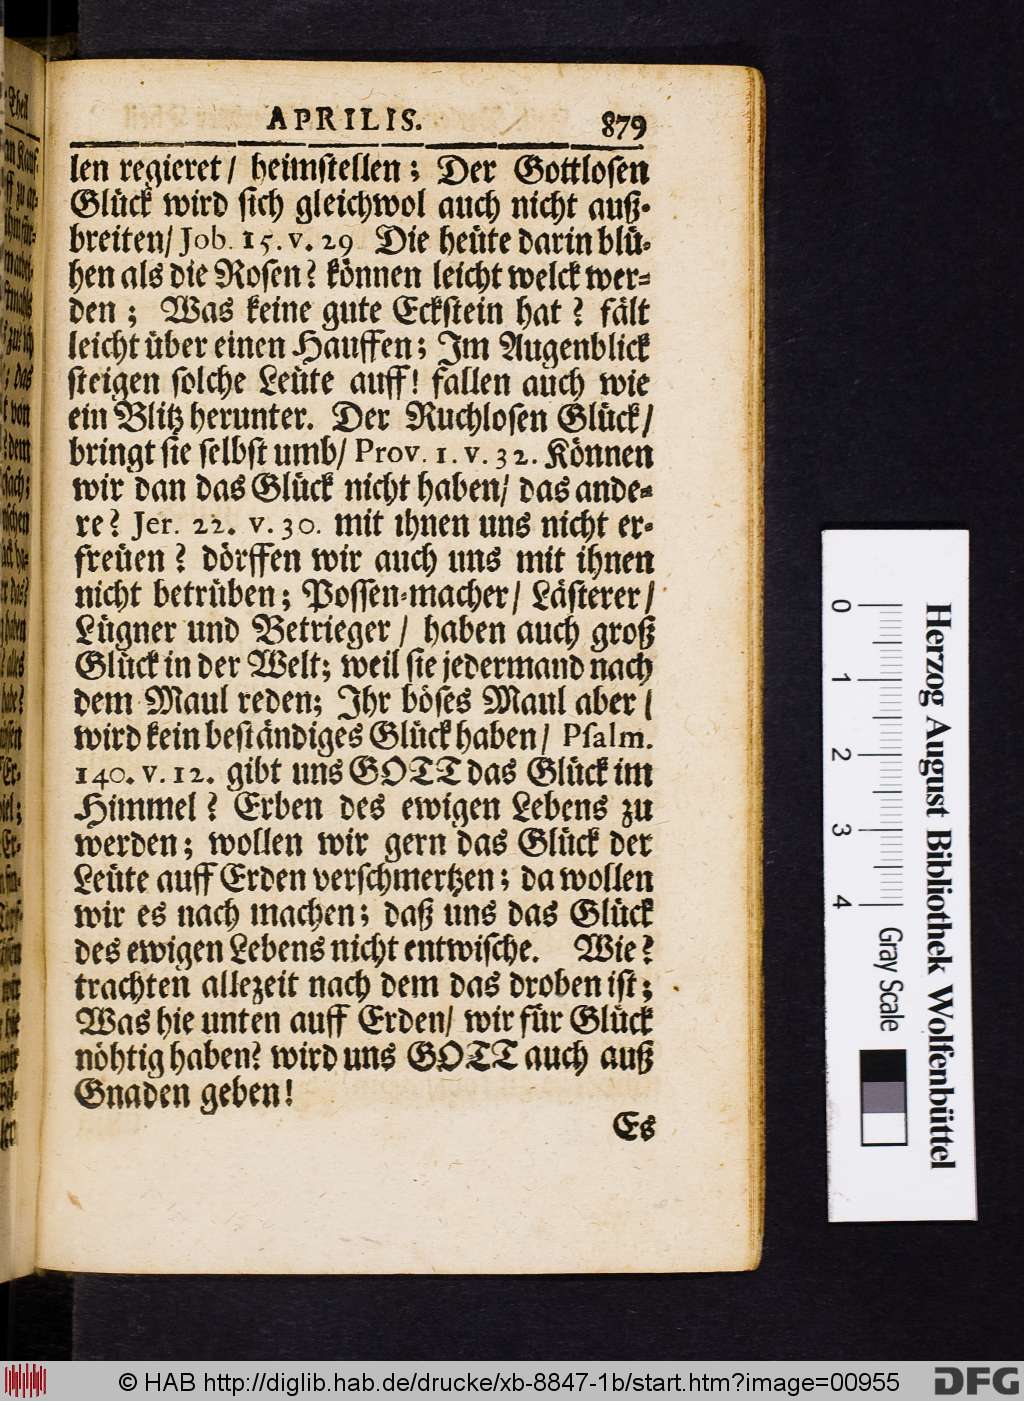 APRILIS. 879
len regieret/ heimstellen; Der Gottlosen
Glück wird sich gleichwol auch nicht auß-
breiten/ Job. 15. v. 29 Die heüte darin blü-
hen als die Rosen? können leicht welck wer-
den; Was keine gute Eckstein hat? fält
leicht über einen Hauffen; Im Augenblick
steigen solche Leüte auff! fallen auch wie
ein Blitz herunter. Der Ruchlosen Glück/
bringt sie selbst umb/ Prov. 1. v. 32. Können
wir dan das Glück nicht haben/ das ande-
re? Jer. 22. v. 30. mit ihnen uns nicht er-
freüen? dörffen wir auch uns mit ihnen
nicht betrüben; Possen-macher/ Lästerer/
Lügner und Betrieger/ haben auch groß
Glück in der Welt; weil sie jedermand nach
dem Maul reden; Ihr böses Maul aber/
wird kein beständiges Glück haben/ Psalm.
140. v. 12. gibt uns GOTT das Glück im
Himmel? Erben des ewigen Lebens zu
werden; wollen wir gern das Glück der
Leüte auff Erden verschmertzen; da wollen
wir es nach machen; daß uns das Glück
des ewigen Lebens nicht entwische. Wie?
trachten allezeit nach dem das droben ist;
Was hie unten auff Erden/ wir für Glück
nöhtig haben? wird uns GOTT auch auß
Gnaden geben!
Es
Herzog August Bibliothek Wolfenbüttel
0 1 2 3 4 Gray Scale
© HAB http://diglib.hab.de/drucke/xb-8847-1b/start.htm?image=00955
DFG